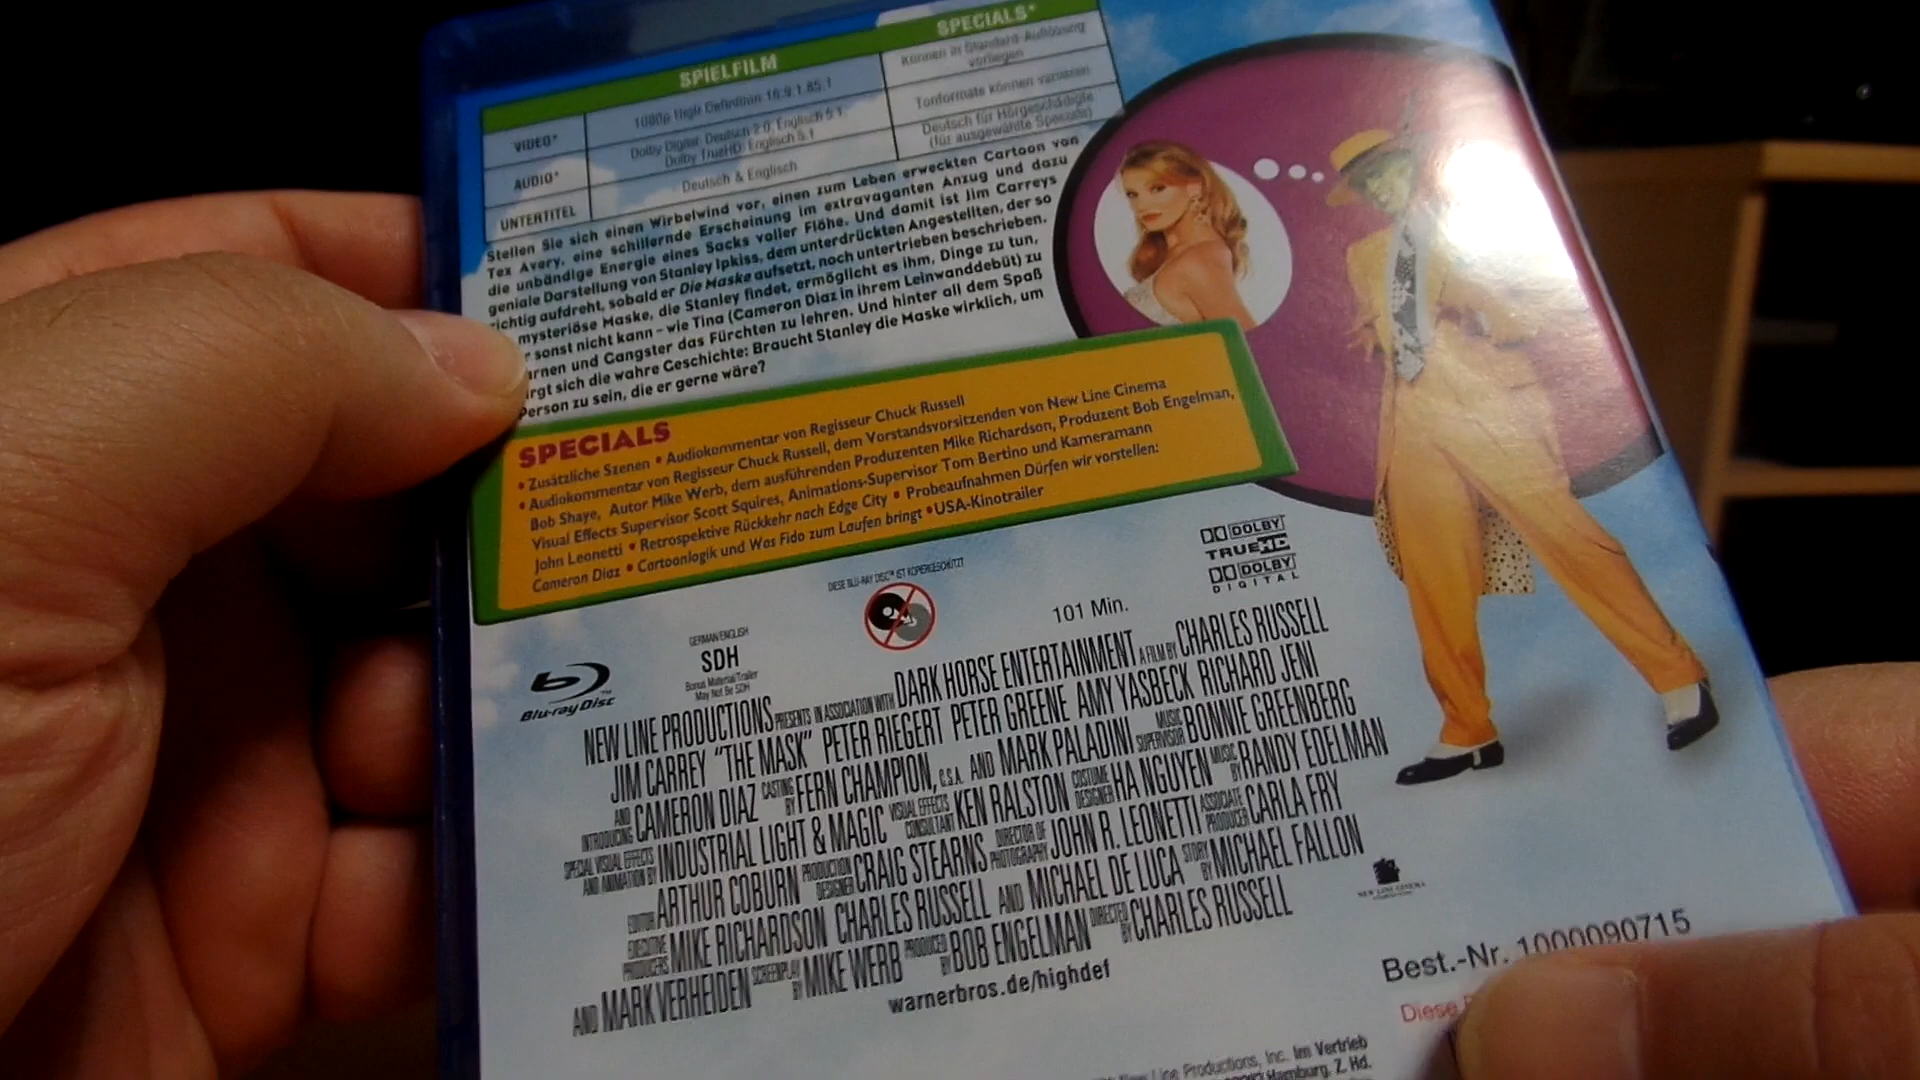 SPIELFILM SPECIALS*
VIDEO* 1080p High Definition 16:9 1.85:1 Können in Standard-Auflösung vorliegen
AUDIO* Dolby Digital: Deutsch 2.0, Englisch 5.1; Dolby TrueHD: Englisch 5.1 Tonformate können variieren
UNTERTITEL Deutsch & Englisch Deutsch für Hörgeschädigte (für ausgewählte Specials)
Stellen Sie sich einen Wirbelwind vor, einen zum Leben erweckten Cartoon von
Tex Avery, eine schillernde Erscheinung im extravaganten Anzug und dazu
die unbändige Energie eines Sacks voller Flöhe. Und damit ist Jim Carreys
geniale Darstellung von Stanley Ipkiss, dem unterdrückten Angestellten, der so
richtig aufdreht, sobald er Die Maske aufsetzt, noch untertrieben beschrieben.
mysteriöse Maske, die Stanley findet, ermöglicht es ihm, Dinge zu tun,
sonst nicht kann – wie Tina (Cameron Diaz in ihrem Leinwanddebüt) zu
und Gangster das Fürchten zu lehren. Und hinter all dem Spaß
sich die wahre Geschichte: Braucht Stanley die Maske wirklich, um
Person zu sein, die er gerne wäre?
SPECIALS
• Zusätzliche Szenen • Audiokommentar von Regisseur Chuck Russell
• Audiokommentar von Regisseur Chuck Russell, dem Vorstandsvorsitzenden von New Line Cinema
Bob Shaye, Autor Mike Werb, dem ausführenden Produzenten Mike Richardson, Produzent Bob Engelman,
Visual Effects Supervisor Scott Squires, Animations-Supervisor Tom Bertino und Kameramann
John Leonetti • Retrospektive Rückkehr nach Edge City • Probeaufnahmen Dürfen wir vorstellen:
Cameron Diaz • Cartoonlogik und Was Fido zum Laufen bringt • USA-Kinotrailer
DIESE BLU-RAY DISC™ IST KOPIERGESCHÜTZT
DOLBY
TRUEHD
DOLBY
DIGITAL
101 Min.
GERMAN/ENGLISH
SDH
Bonus Material/Trailer
May Not Be SDH
Blu-ray Disc™
NEW LINE PRODUCTIONS PRESENTS IN ASSOCIATION WITH DARK HORSE ENTERTAINMENT A FILM BY CHARLES RUSSELL
JIM CARREY "THE MASK" PETER RIEGERT PETER GREENE AMY YASBECK RICHARD JENI
AND INTRODUCING CAMERON DIAZ CASTING BY FERN CHAMPION, C.S.A. AND MARK PALADINI MUSIC SUPERVISOR BONNIE GREENBERG
SPECIAL VISUAL EFFECTS AND ANIMATION BY INDUSTRIAL LIGHT & MAGIC VISUAL EFFECTS CONSULTANT KEN RALSTON COSTUME DESIGNER HA NGUYEN MUSIC BY RANDY EDELMAN
EDITOR ARTHUR COBURN PRODUCTION DESIGNER CRAIG STEARNS DIRECTOR OF PHOTOGRAPHY JOHN R. LEONETTI ASSOCIATE PRODUCER CARLA FRY
EXECUTIVE PRODUCERS MIKE RICHARDSON CHARLES RUSSELL AND MICHAEL DE LUCA STORY BY MICHAEL FALLON
AND MARK VERHEIDEN SCREENPLAY BY MIKE WERB PRODUCED BY BOB ENGELMAN DIRECTED BY CHARLES RUSSELL
NEW LINE CINEMA
warnerbros.de/highdef
Best.-Nr. 1000090715
Diese
New Line Productions, Inc. Im Vertrieb
Hamburg. Z. Hd.